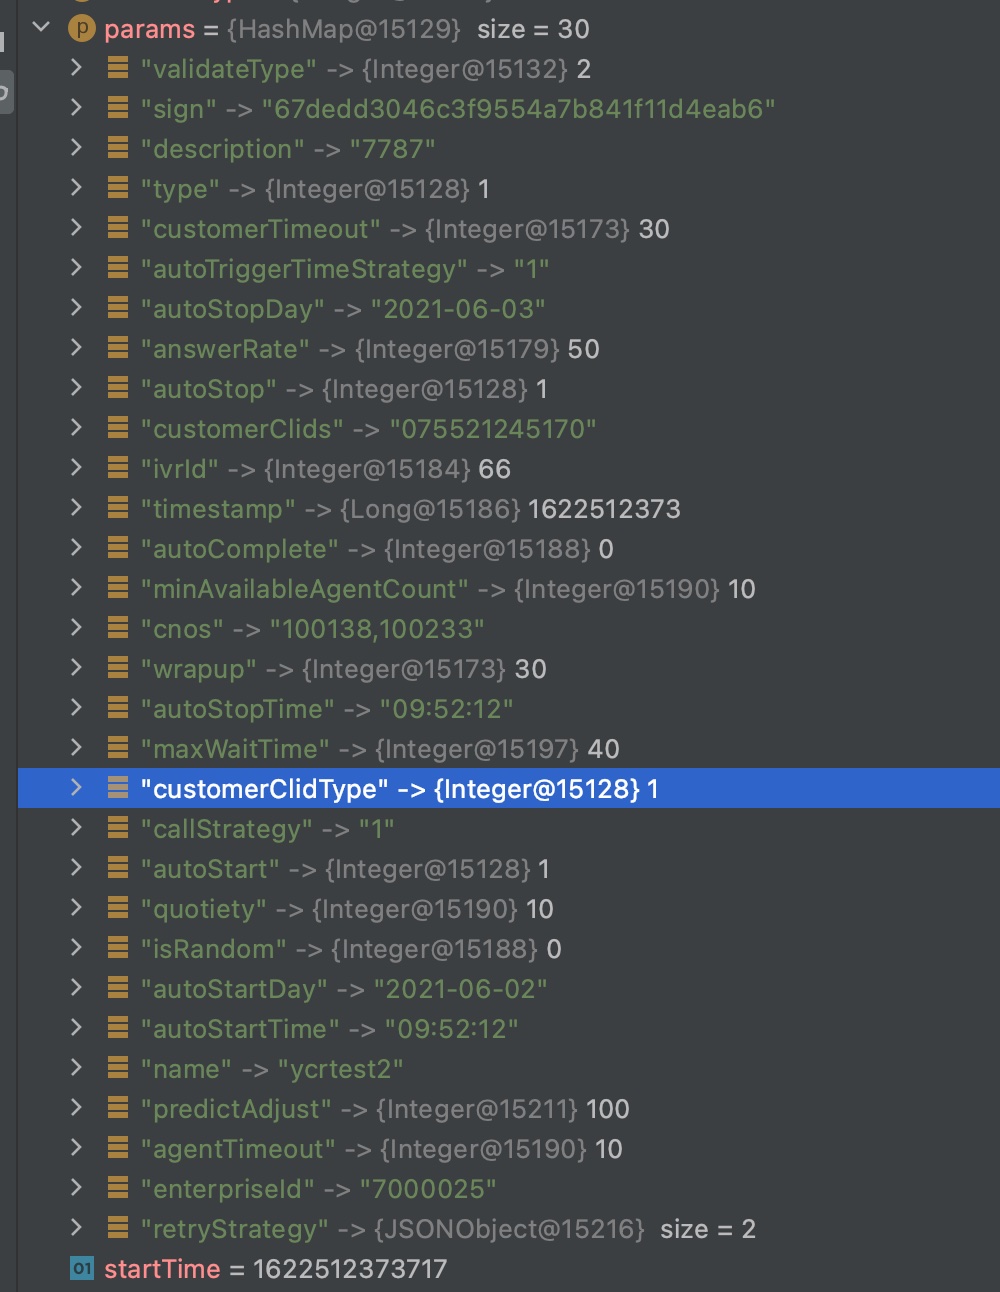 params = {HashMap@15129} size = 30
"validateType" -> {Integer@15132} 2
"sign" -> "67dedd3046c3f9554a7b841f11d4eab6"
"description" -> "7787"
"type" -> {Integer@15128} 1
"customerTimeout" -> {Integer@15173} 30
"autoTriggerTimeStrategy" -> "1"
"autoStopDay" -> "2021-06-03"
"answerRate" -> {Integer@15179} 50
"autoStop" -> {Integer@15128} 1
"customerClids" -> "075521245170"
"ivrId" -> {Integer@15184} 66
"timestamp" -> {Long@15186} 1622512373
"autoComplete" -> {Integer@15188} 0
"minAvailableAgentCount" -> {Integer@15190} 10
"cnos" -> "100138,100233"
"wrapup" -> {Integer@15173} 30
"autoStopTime" -> "09:52:12"
"maxWaitTime" -> {Integer@15197} 40
"customerClidType" -> {Integer@15128} 1
"callStrategy" -> "1"
"autoStart" -> {Integer@15128} 1
"quotiety" -> {Integer@15190} 10
"isRandom" -> {Integer@15188} 0
"autoStartDay" -> "2021-06-02"
"autoStartTime" -> "09:52:12"
"name" -> "ycrtest2"
"predictAdjust" -> {Integer@15211} 100
"agentTimeout" -> {Integer@15190} 10
"enterpriseId" -> "7000025"
"retryStrategy" -> {JSONObject@15216} size = 2
startTime = 1622512373717